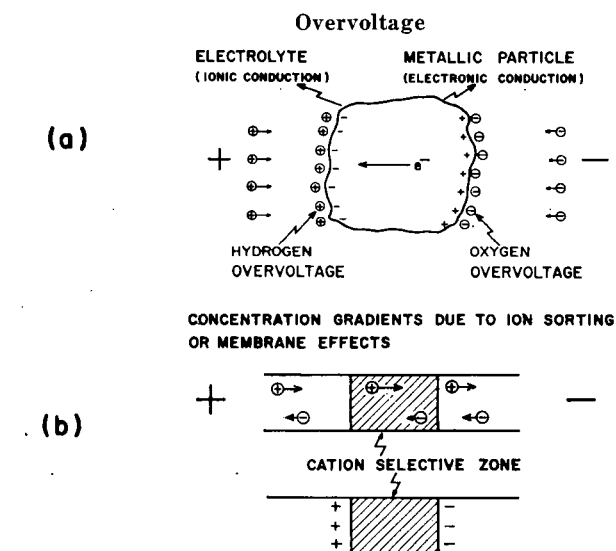 Overvoltage
ELECTROLYTE
(IONIC CONDUCTION)
METALLIC PARTICLE
(ELECTRONIC CONDUCTION)
(a)
+
e⁻
−
HYDROGEN
OVERVOLTAGE
OXYGEN
OVERVOLTAGE
CONCENTRATION GRADIENTS DUE TO ION SORTING
OR MEMBRANE EFFECTS
(b)
+
−
CATION SELECTIVE ZONE
+ −
+ −
+ −